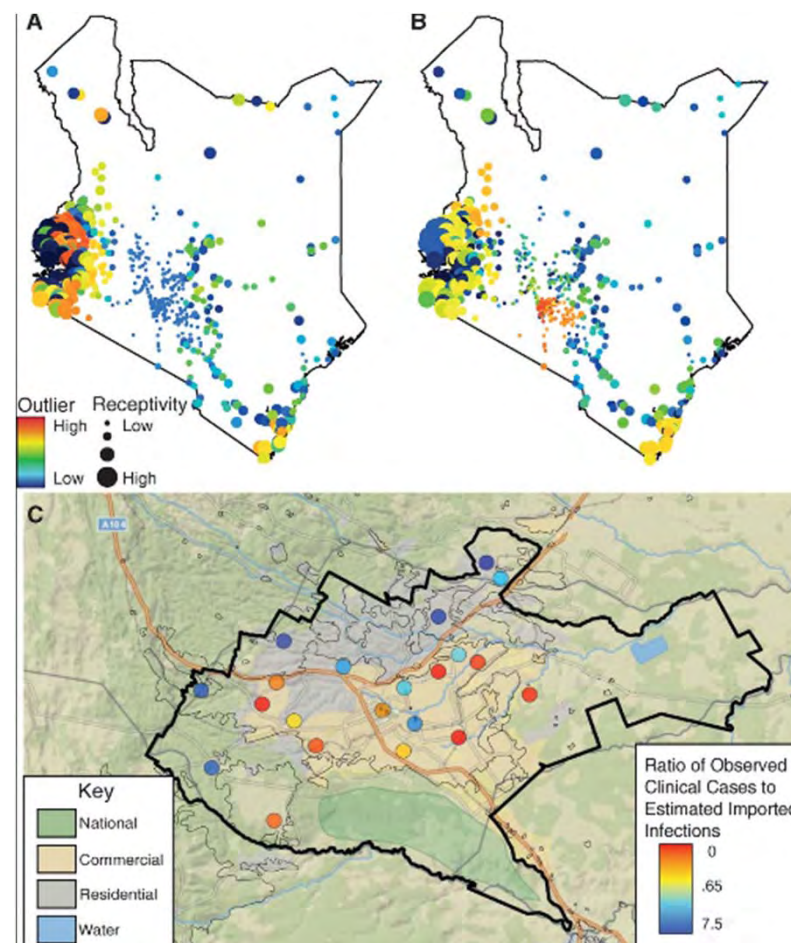 A
B
Outlier
High
Low
Receptivity
Low
High
C
A104
Key
National
Commercial
Residential
Water
Ratio of Observed
Clinical Cases to
Estimated Imported
Infections
0
.65
7.5